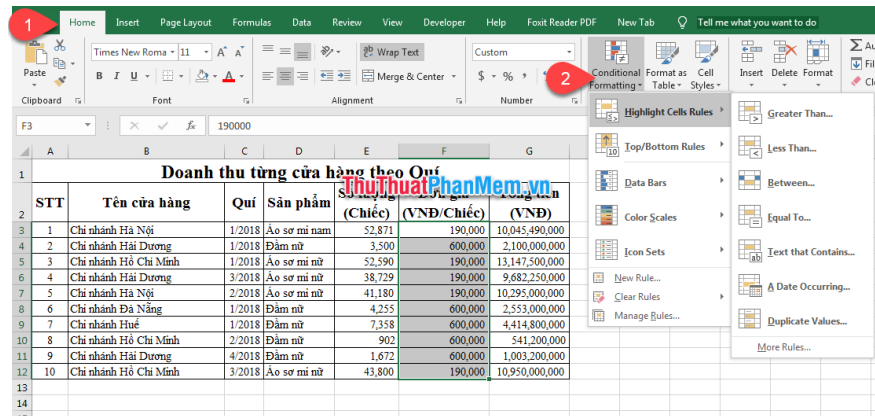 1 Home Insert Page Layout Formulas Data Review View Developer Help Foxit Reader PDF New Tab Tell me what you want to do
Paste Times New Roma 11 A A Wrap Text Custom Au
B I U A Merge & Center $ % , 2 Conditional Formatting Format as Table Cell Styles Insert Delete Format Fil
Cle
Clipboard Font Alignment Number
F3 fx 190000
Highlight Cells Rules
Top/Bottom Rules
Data Bars
Color Scales
Icon Sets
New Rule...
Clear Rules
Manage Rules...
Greater Than...
Less Than...
Between...
Equal To...
Text that Contains...
A Date Occurring...
Duplicate Values...
More Rules...
A B C D E F G
1 Doanh thu từng cửa hàng theo Quí
ThuThuatPhanMem.vn
2 STT Tên cửa hàng Quí Sản phẩm (Chiếc) (VNĐ/Chiếc) (VNĐ)
3 1 Chi nhánh Hà Nội 1/2018 Áo sơ mi nam 52,871 190,000 10,045,490,000
4 2 Chi nhánh Hải Dương 1/2018 Đầm nữ 3,500 600,000 2,100,000,000
5 3 Chi nhánh Hồ Chí Minh 1/2018 Áo sơ mi nữ 52,590 190,000 13,147,500,000
6 4 Chi nhánh Hải Dương 3/2018 Áo sơ mi nữ 38,729 190,000 9,682,250,000
7 5 Chi nhánh Hà Nội 2/2018 Áo sơ mi nữ 41,180 190,000 10,295,000,000
8 6 Chi nhánh Đà Nẵng 1/2018 Đầm nữ 4,255 600,000 2,553,000,000
9 7 Chi nhánh Huế 1/2018 Đầm nữ 7,358 600,000 4,414,800,000
10 8 Chi nhánh Hồ Chí Minh 2/2018 Đầm nữ 902 600,000 541,200,000
11 9 Chi nhánh Hải Dương 4/2018 Đầm nữ 1,672 600,000 1,003,200,000
12 10 Chi nhánh Hồ Chí Minh 3/2018 Áo sơ mi nữ 43,800 190,000 10,950,000,000
13
14